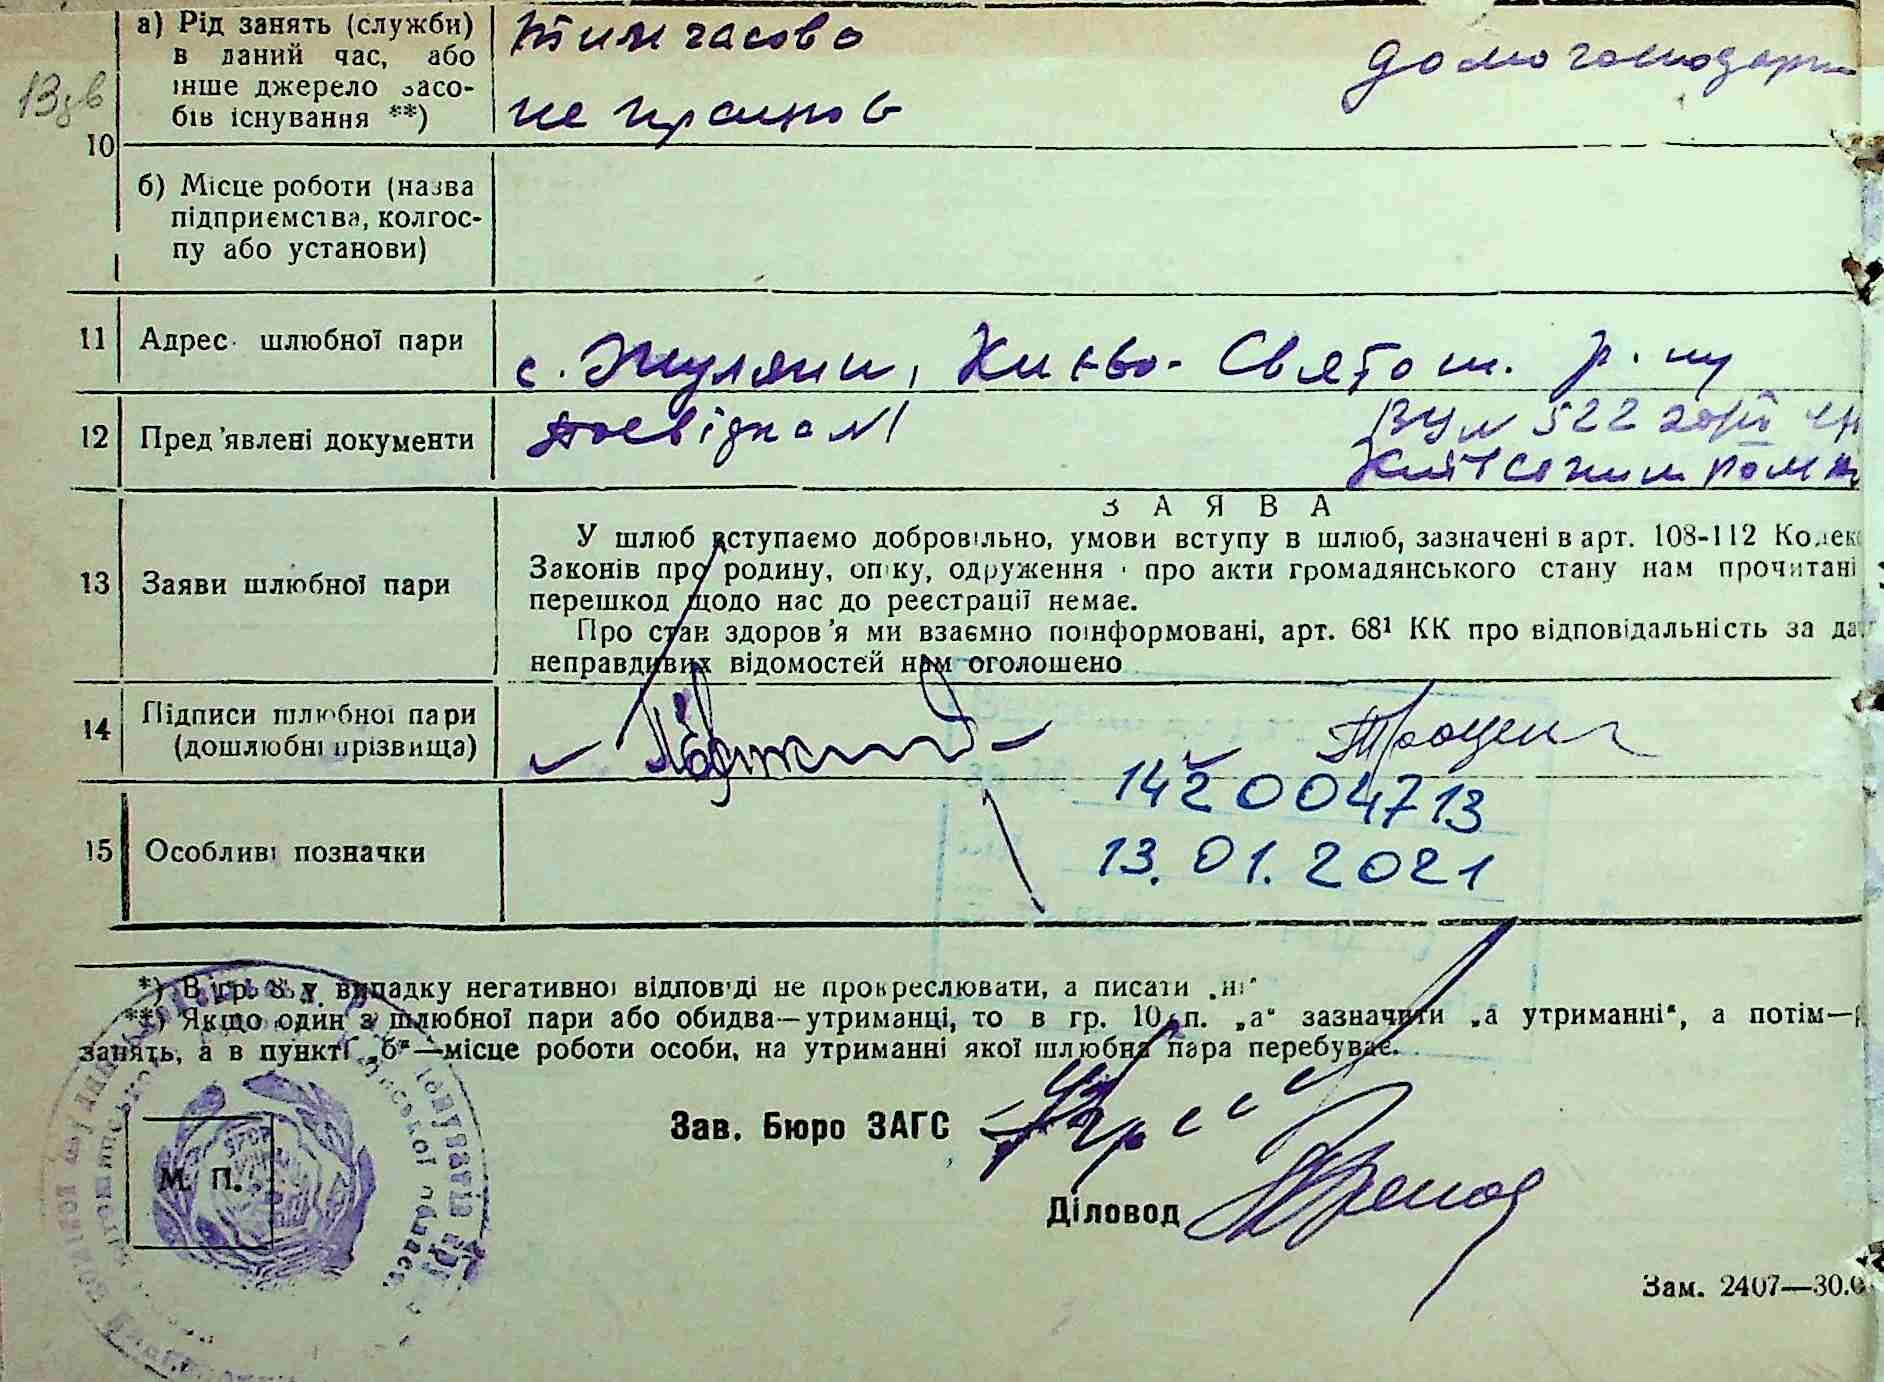 а) Рід занять (служби) в даний час, або інше джерело засобів існування **)
тимчасово
не працює
домогосподарка
10
б) Місце роботи (назва підприємства, колгоспу або установи)
11 Адрес шлюбної пари
с. Жуляни, Києво-Святош. р-ну
12 Пред'явлені документи
посвідка №
522
13 Заяви шлюбної пари
ЗАЯВА
У шлюб вступаємо добровільно, умови вступу в шлюб, зазначені в арт. 108-112
Законів про родину, опіку, одруження і про акти громадянського стану нам прочитані
перешкод щодо нас до реєстрації немає.
Про стан здоров'я ми взаємно поінформовані, арт. 68¹ КК про відповідальність за
неправдивих відомостей нам оголошено
14 Підписи шлюбної пари (дошлюбні прізвища)
142004713
13.01.2021
15 Особливі позначки
*) В гр. 8 у випадку негативної відповіді не прокреслювати, а писати „ні"
**) Якщо один з шлюбної пари або обидва—утриманці, то в гр. 10 п. „а" зазначити „а утриманні", а потім—
занять, а в пункті „б"—місце роботи особи, на утриманні якої шлюбна пара перебуває.
Зав. Бюро ЗАГС
М. П.
Діловод
Зам. 2407—30.